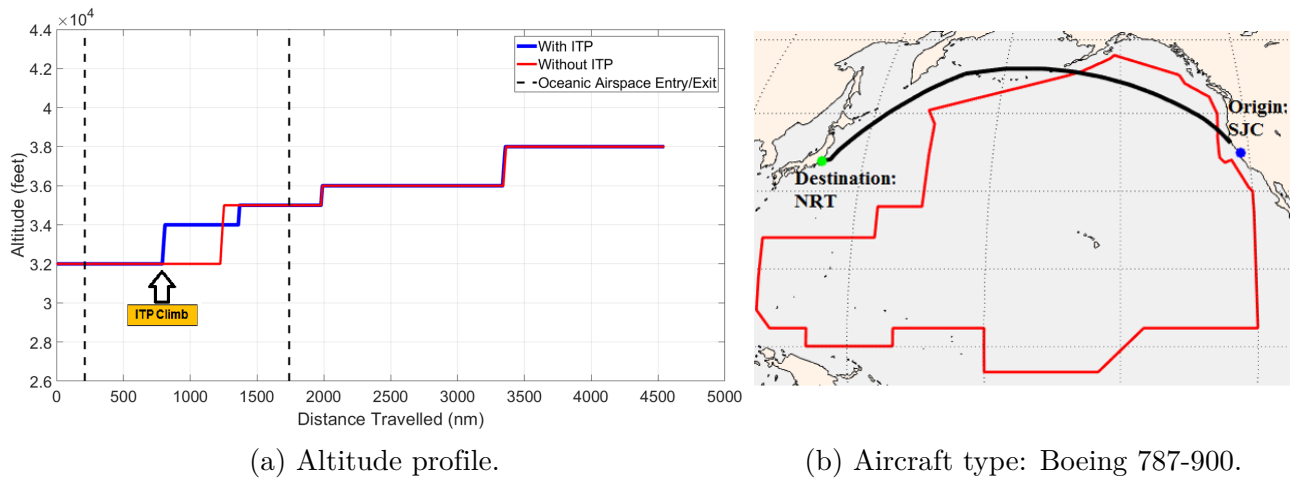 ×10⁴
4.4
4.2
4
3.8
3.6
3.4
3.2
3
2.8
2.6
Altitude (feet)
With ITP
Without ITP
Oceanic Airspace Entry/Exit
ITP Climb
0 500 1000 1500 2000 2500 3000 3500 4000 4500 5000
Distance Travelled (nm)
(a) Altitude profile.
Origin:
SJC
Destination:
NRT
(b) Aircraft type: Boeing 787-900.